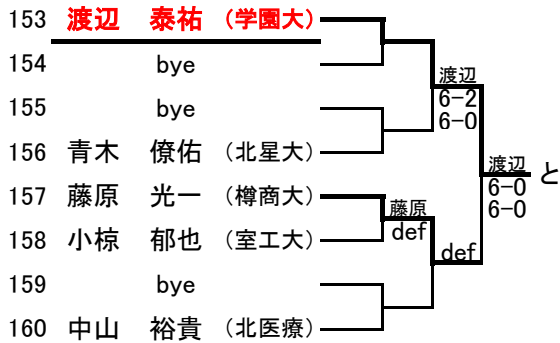 153 渡辺 泰祐 (学園大)
154 bye
155 bye
156 青木 僚佑 (北星大)
157 藤原 光一 (樽商大)
158 小椋 郁也 (室工大)
159 bye
160 中山 裕貴 (北医療)
渡辺
6-2
6-0
藤原
def
def
渡辺
6-0
6-0
と